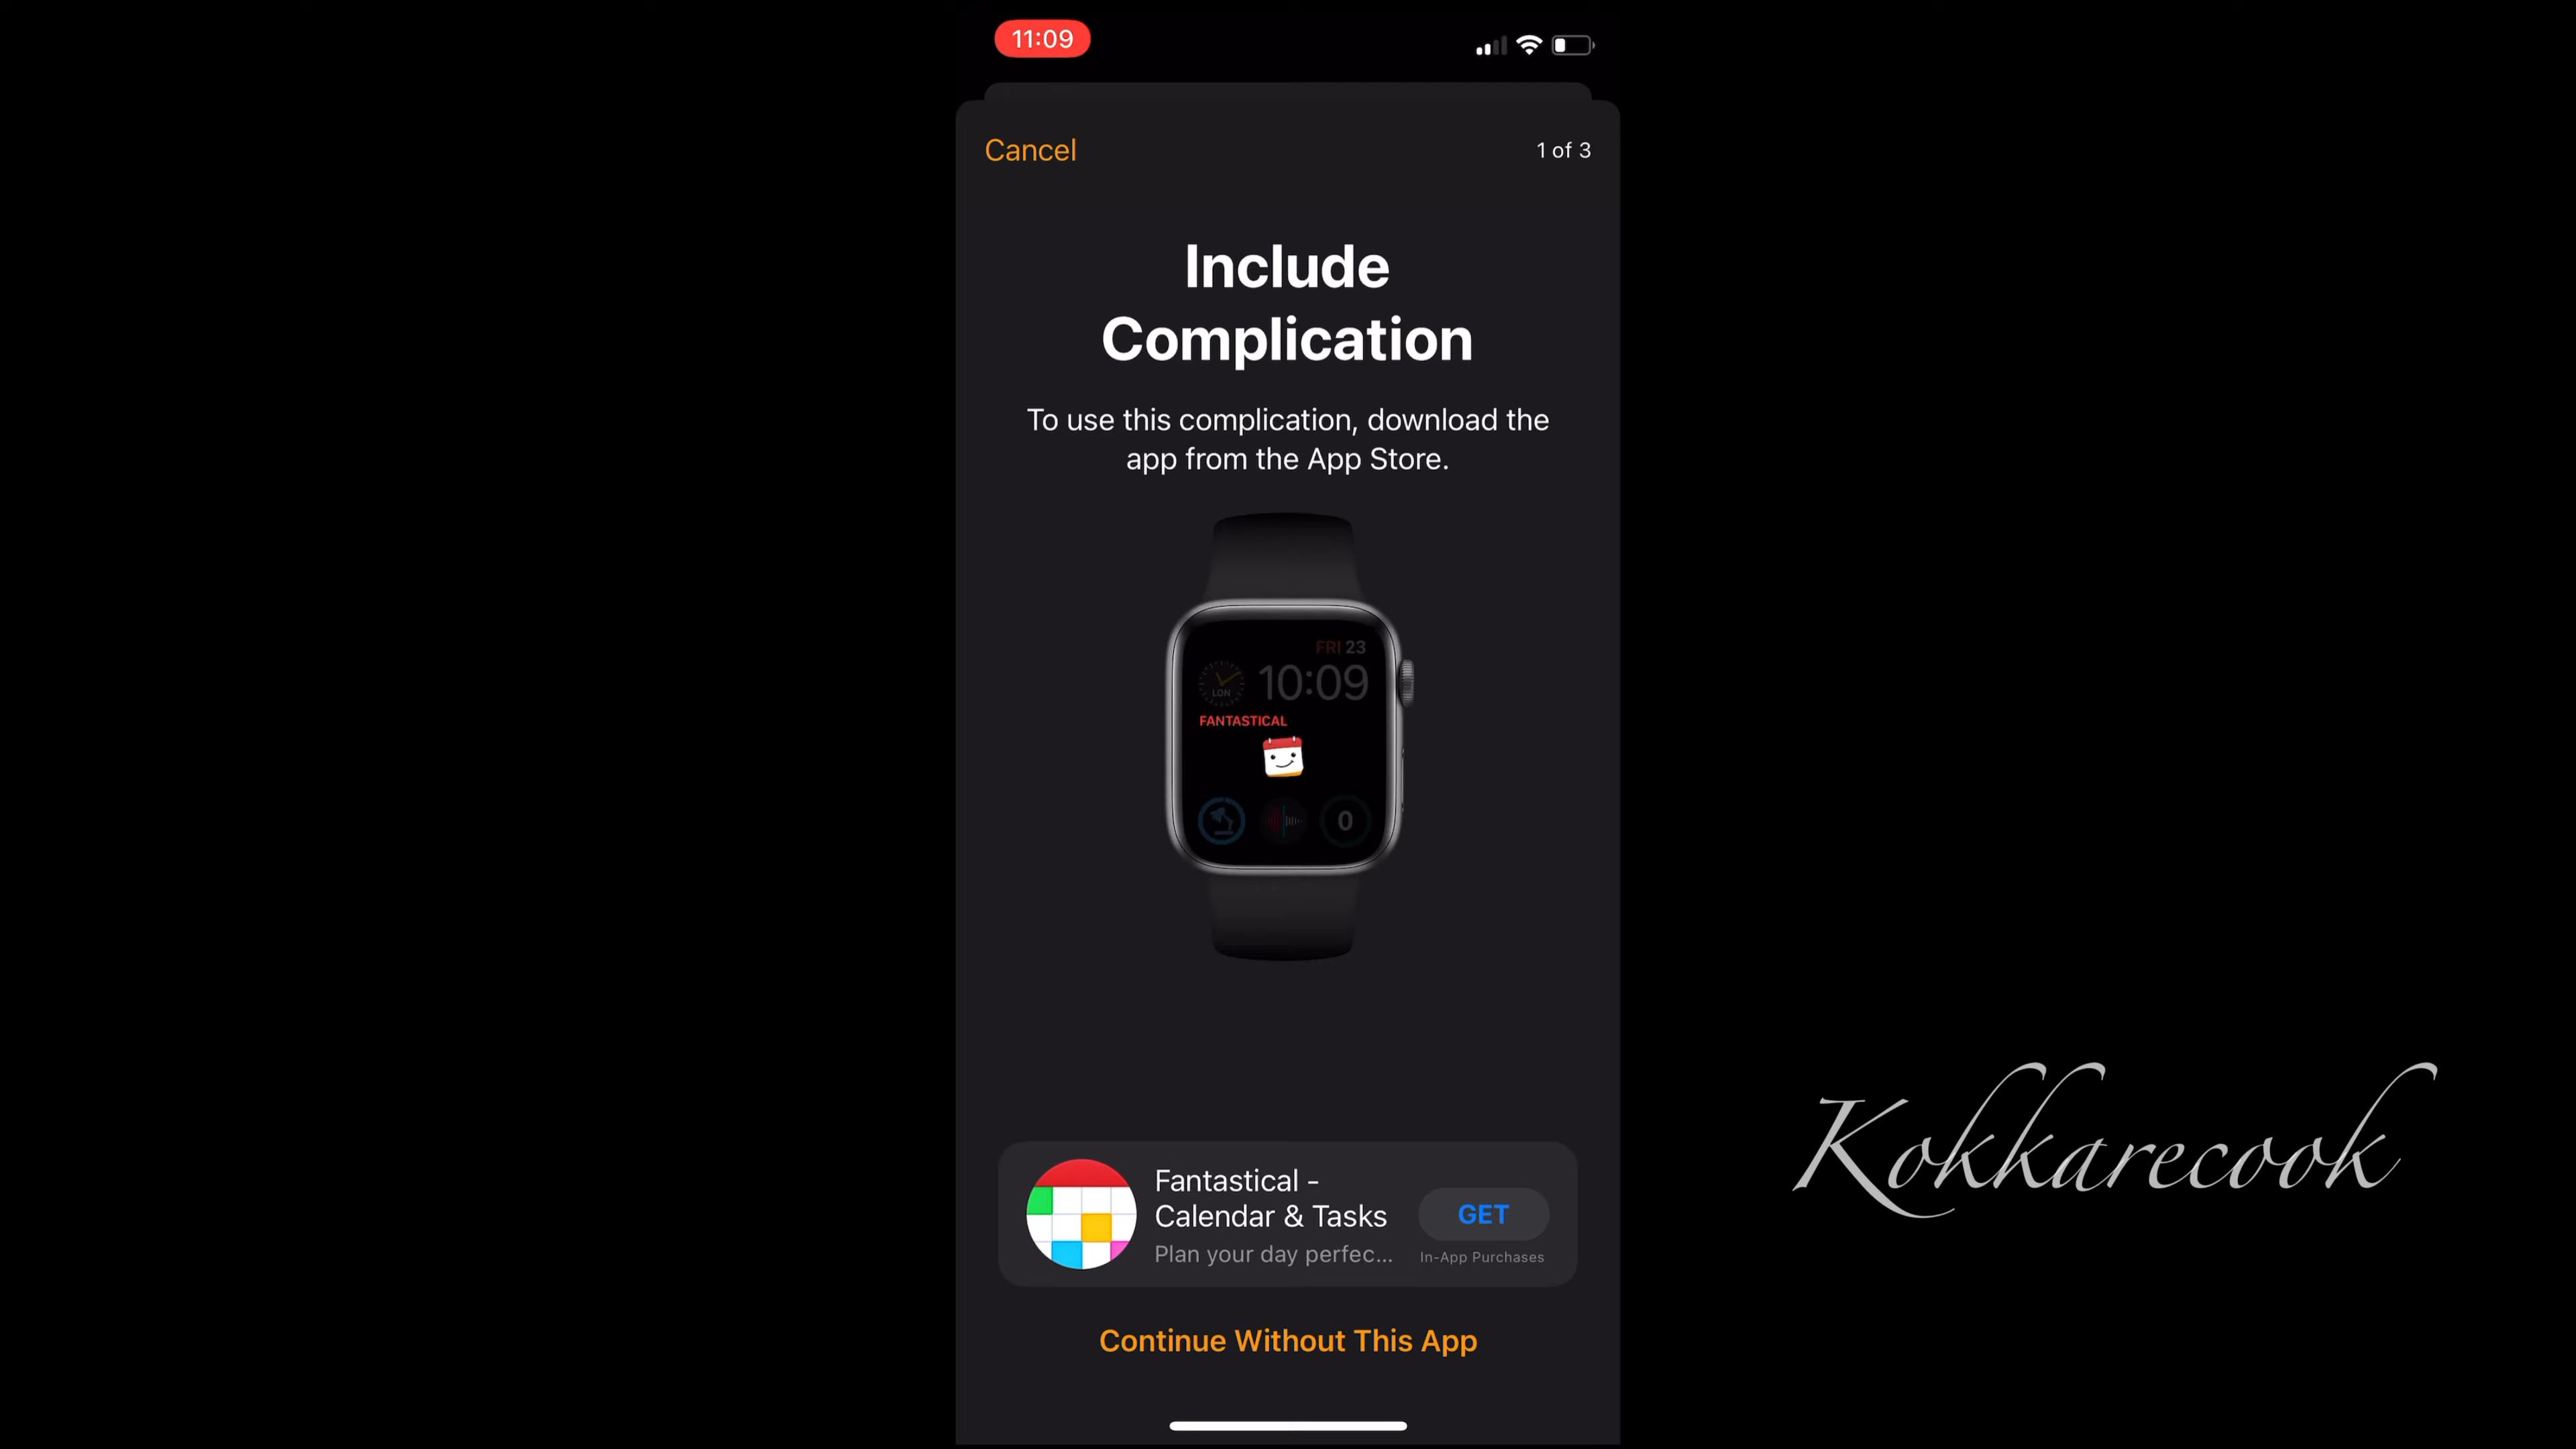 11:09
Cancel
1 of 3
Include
Complication
To use this complication, download the
app from the App Store.
FRI 23
LON
10:09
FANTASTICAL
0
Fantastical -
Calendar & Tasks
Plan your day perfec...
GET
In-App Purchases
Continue Without This App
Kokkarecook